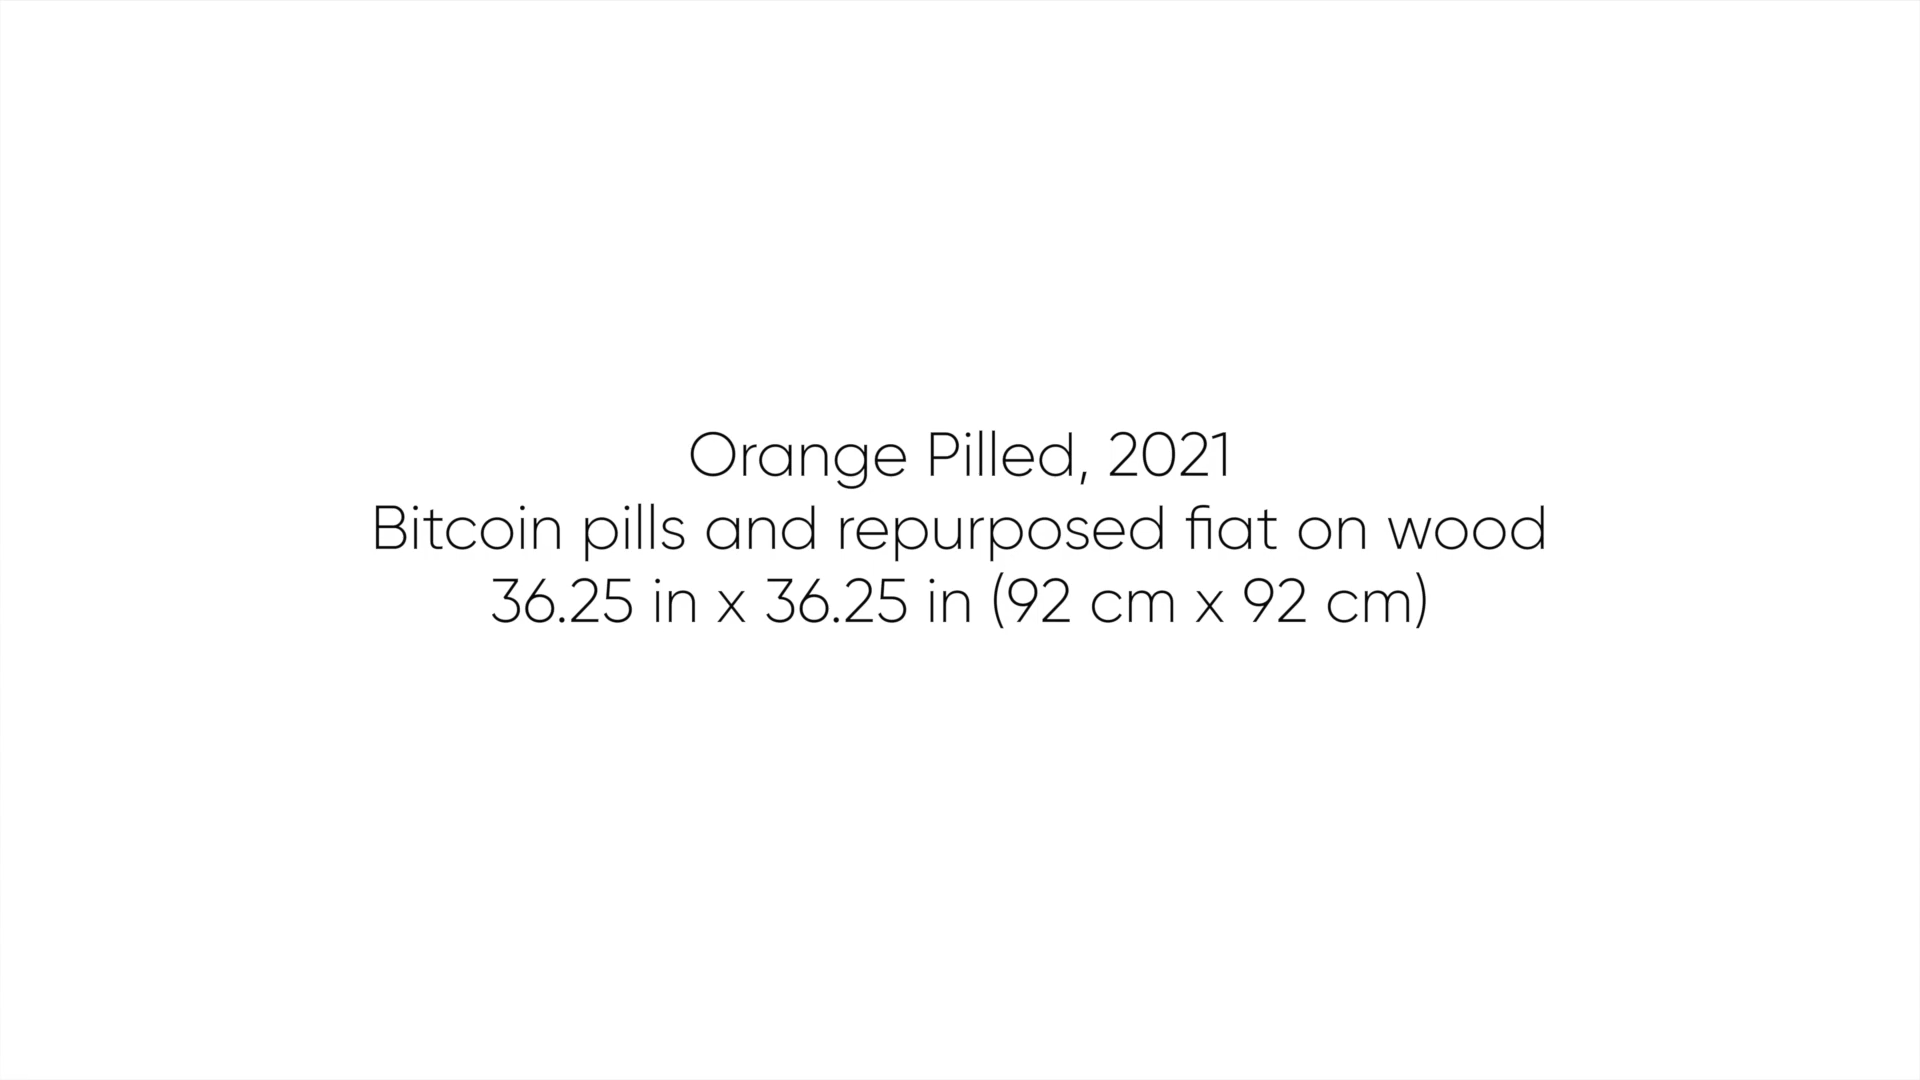 Orange Pilled, 2021
Bitcoin pills and repurposed fiat on wood
36.25 in x 36.25 in (92 cm x 92 cm)